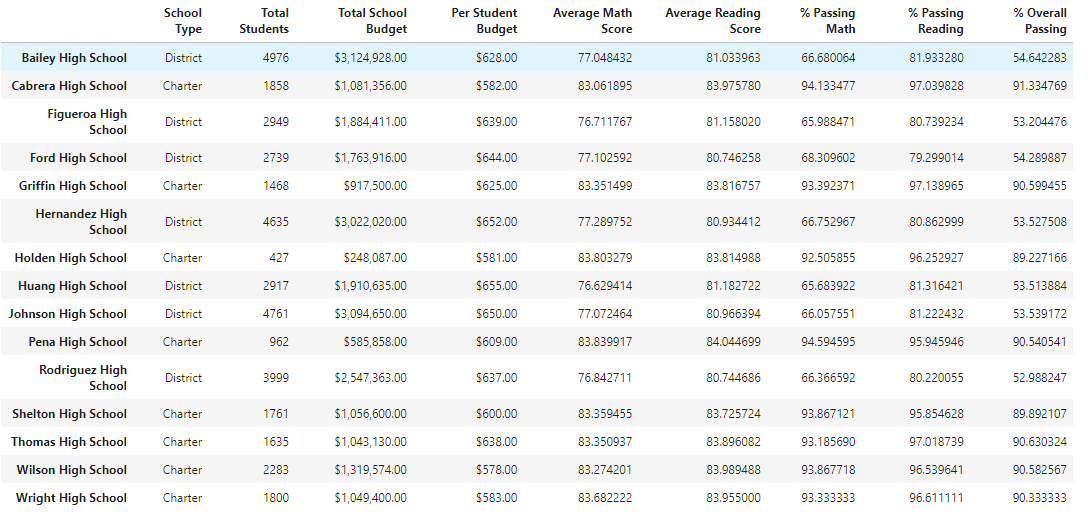 School Type Total Students Total School Budget Per Student Budget Average Math Score Average Reading Score % Passing Math % Passing Reading % Overall Passing
Bailey High School District 4976 $3,124,928.00 $628.00 77.048432 81.033963 66.680064 81.933280 54.642283
Cabrera High School Charter 1858 $1,081,356.00 $582.00 83.061895 83.975780 94.133477 97.039828 91.334769
Figueroa High School District 2949 $1,884,411.00 $639.00 76.711767 81.158020 65.988471 80.739234 53.204476
Ford High School District 2739 $1,763,916.00 $644.00 77.102592 80.746258 68.309602 79.299014 54.289887
Griffin High School Charter 1468 $917,500.00 $625.00 83.351499 83.816757 93.392371 97.138965 90.599455
Hernandez High School District 4635 $3,022,020.00 $652.00 77.289752 80.934412 66.752967 80.862999 53.527508
Holden High School Charter 427 $248,087.00 $581.00 83.803279 83.814988 92.505855 96.252927 89.227166
Huang High School District 2917 $1,910,635.00 $655.00 76.629414 81.182722 65.683922 81.316421 53.513884
Johnson High School District 4761 $3,094,650.00 $650.00 77.072464 80.966394 66.057551 81.222432 53.539172
Pena High School Charter 962 $585,858.00 $609.00 83.839917 84.044699 94.594595 95.945946 90.540541
Rodriguez High School District 3999 $2,547,363.00 $637.00 76.842711 80.744686 66.366592 80.220055 52.988247
Shelton High School Charter 1761 $1,056,600.00 $600.00 83.359455 83.725724 93.867121 95.854628 89.892107
Thomas High School Charter 1635 $1,043,130.00 $638.00 83.350937 83.896082 93.185690 97.018739 90.630324
Wilson High School Charter 2283 $1,319,574.00 $578.00 83.274201 83.989488 93.867718 96.539641 90.582567
Wright High School Charter 1800 $1,049,400.00 $583.00 83.682222 83.955000 93.333333 96.611111 90.333333